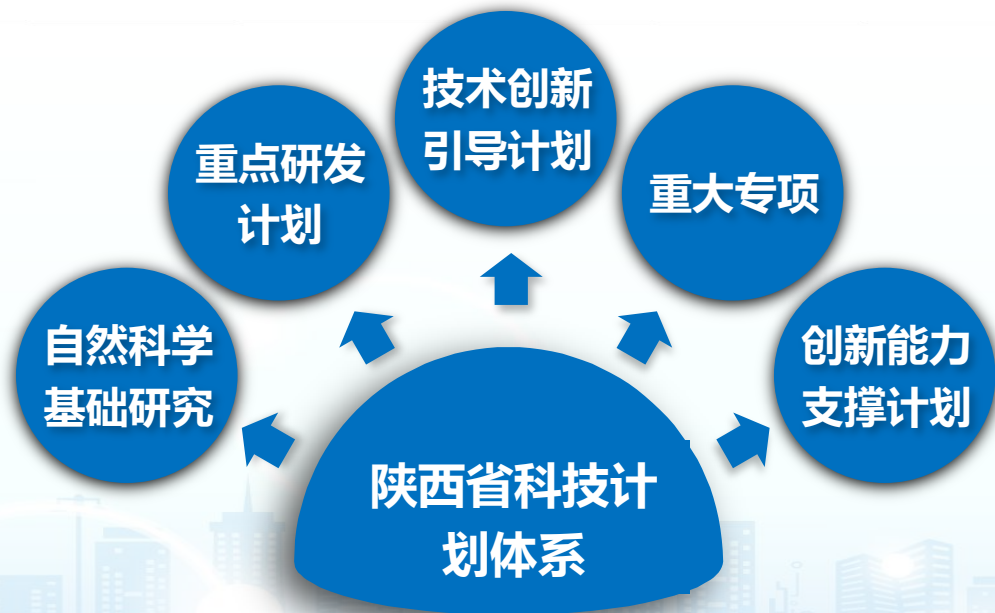 技术创新
引导计划
重点研发
计划
重大专项
自然科学
基础研究
创新能力
支撑计划
陕西省科技计
划体系